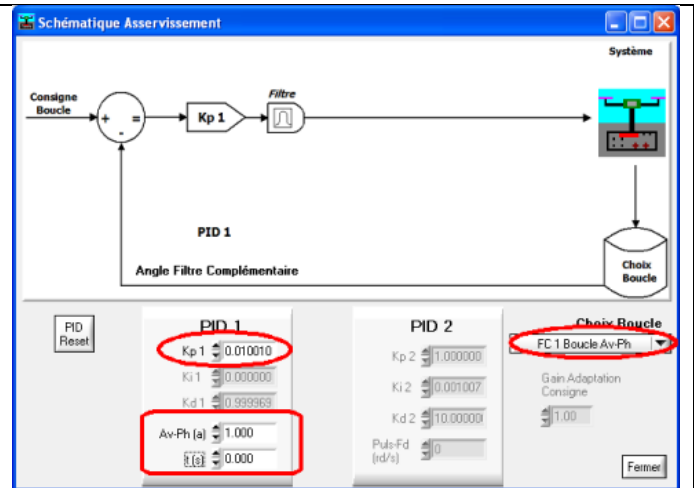 Schématique Asservissement
Système
Consigne
Boucle
Filtre
+ =
-
Kp 1
PID 1
Angle Filtre Complémentaire
Choix
Boucle
PID
Reset
PID 1
Kp 1 0.010010
Ki 1 0.000000
Kd 1 0.999969
Av-Ph (a) 1.000
t (s) 0.000
PID 2
Kp 2 1.000000
Ki 2 0.001007
Kd 2 10.00000
Puls-Fd
(rd/s) 0
Choix Boucle
FC 1 Boucle Av-Ph
Gain Adaptation
Consigne
1.00
Fermer